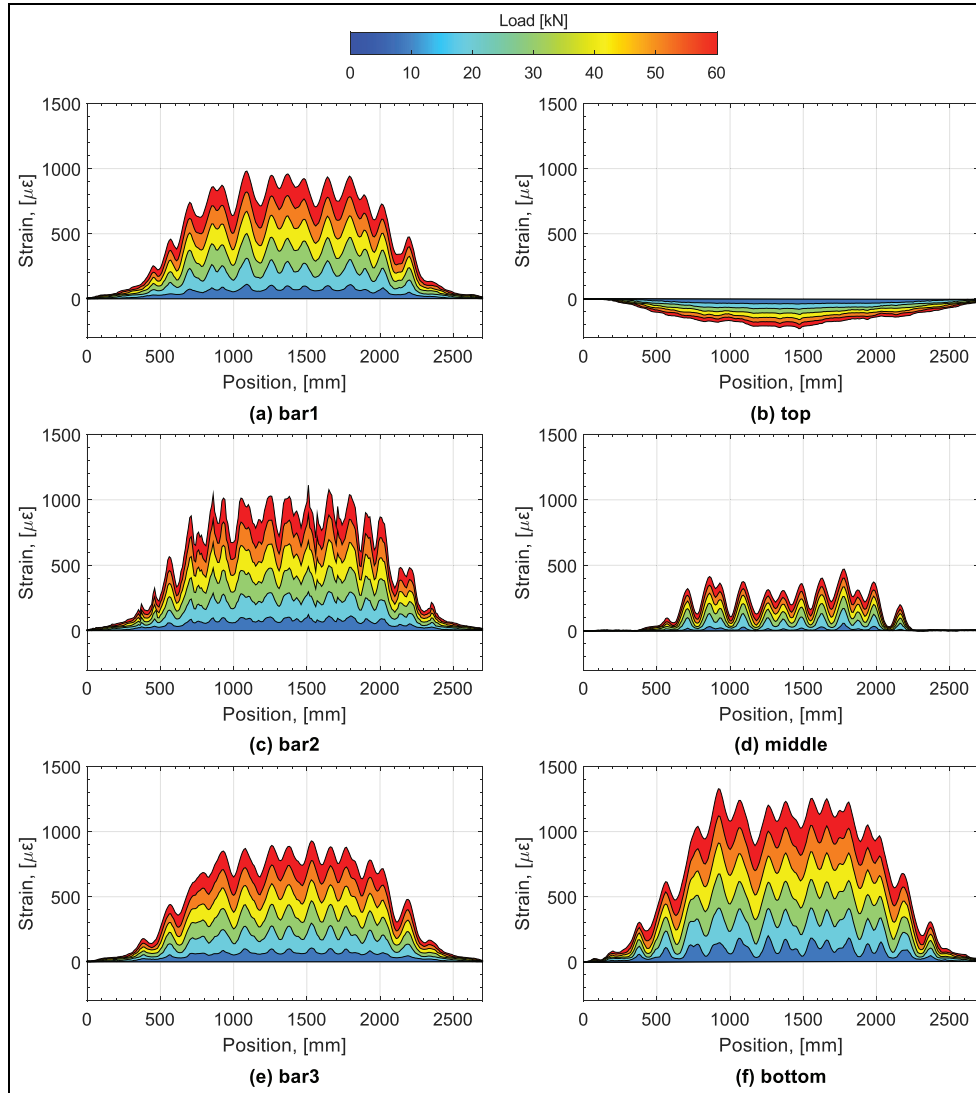 Load [kN]
0 10 20 30 40 50 60
1500
1000
500
0
Strain, [με]
0 500 1000 1500 2000 2500
Position, [mm]
(a) bar1
1500
1000
500
0
Strain, [με]
0 500 1000 1500 2000 2500
Position, [mm]
(b) top
1500
1000
500
0
Strain, [με]
0 500 1000 1500 2000 2500
Position, [mm]
(c) bar2
1500
1000
500
0
Strain, [με]
0 500 1000 1500 2000 2500
Position, [mm]
(d) middle
1500
1000
500
0
Strain, [με]
0 500 1000 1500 2000 2500
Position, [mm]
(e) bar3
1500
1000
500
0
Strain, [με]
0 500 1000 1500 2000 2500
Position, [mm]
(f) bottom